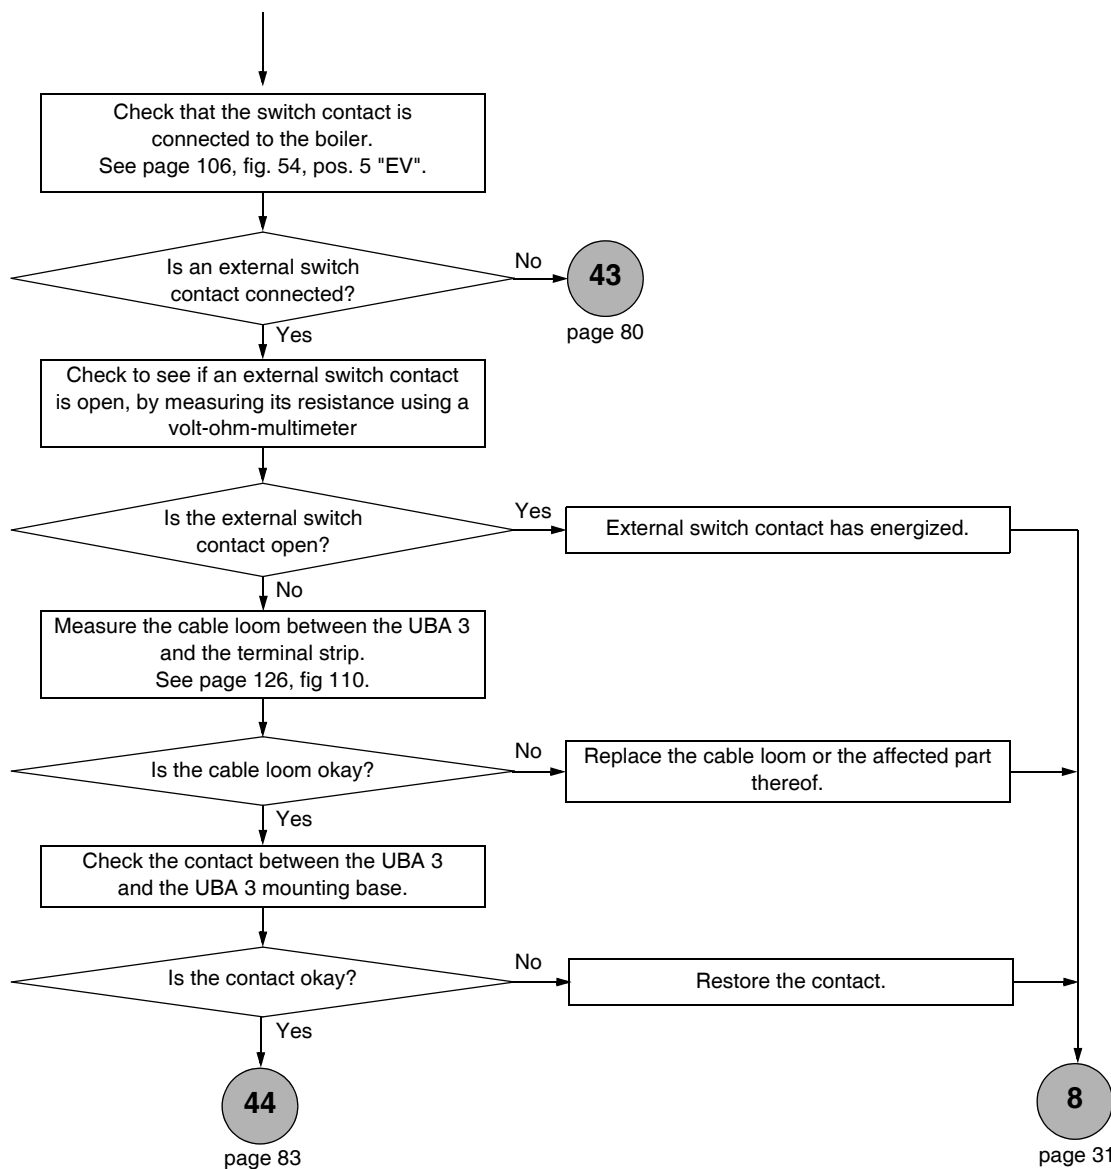 Check that the switch contact is
connected to the boiler.
See page 106, fig. 54, pos. 5 "EV".
Is an external switch
contact connected?
No
43
page 80
Yes
Check to see if an external switch contact
is open, by measuring its resistance using a
volt-ohm-multimeter
Is the external switch
contact open?
Yes
External switch contact has energized.
No
Measure the cable loom between the UBA 3
and the terminal strip.
See page 126, fig 110.
Is the cable loom okay?
No
Replace the cable loom or the affected part
thereof.
Yes
Check the contact between the UBA 3
and the UBA 3 mounting base.
Is the contact okay?
No
Restore the contact.
Yes
44
page 83
8
page 31